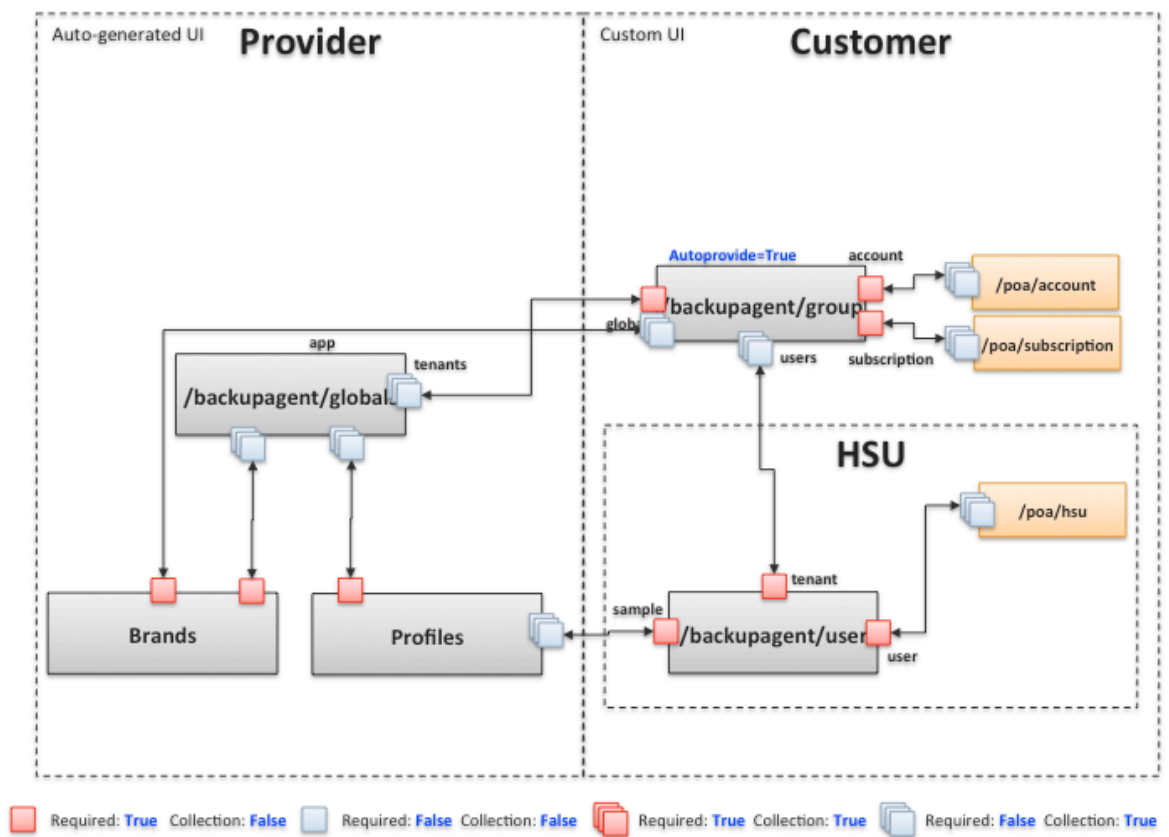 Auto-generated UI
Provider
Custom UI
Customer
Autoprovide=True
account
/poa/account
/backupagent/group
subscription
/poa/subscription
users
app
tenants
/backupagent/global
HSU
/poa/hsu
tenant
sample
/backupagent/user
user
Brands
Profiles
Required: True Collection: False
Required: False Collection: False
Required: True Collection: True
Required: False Collection: True